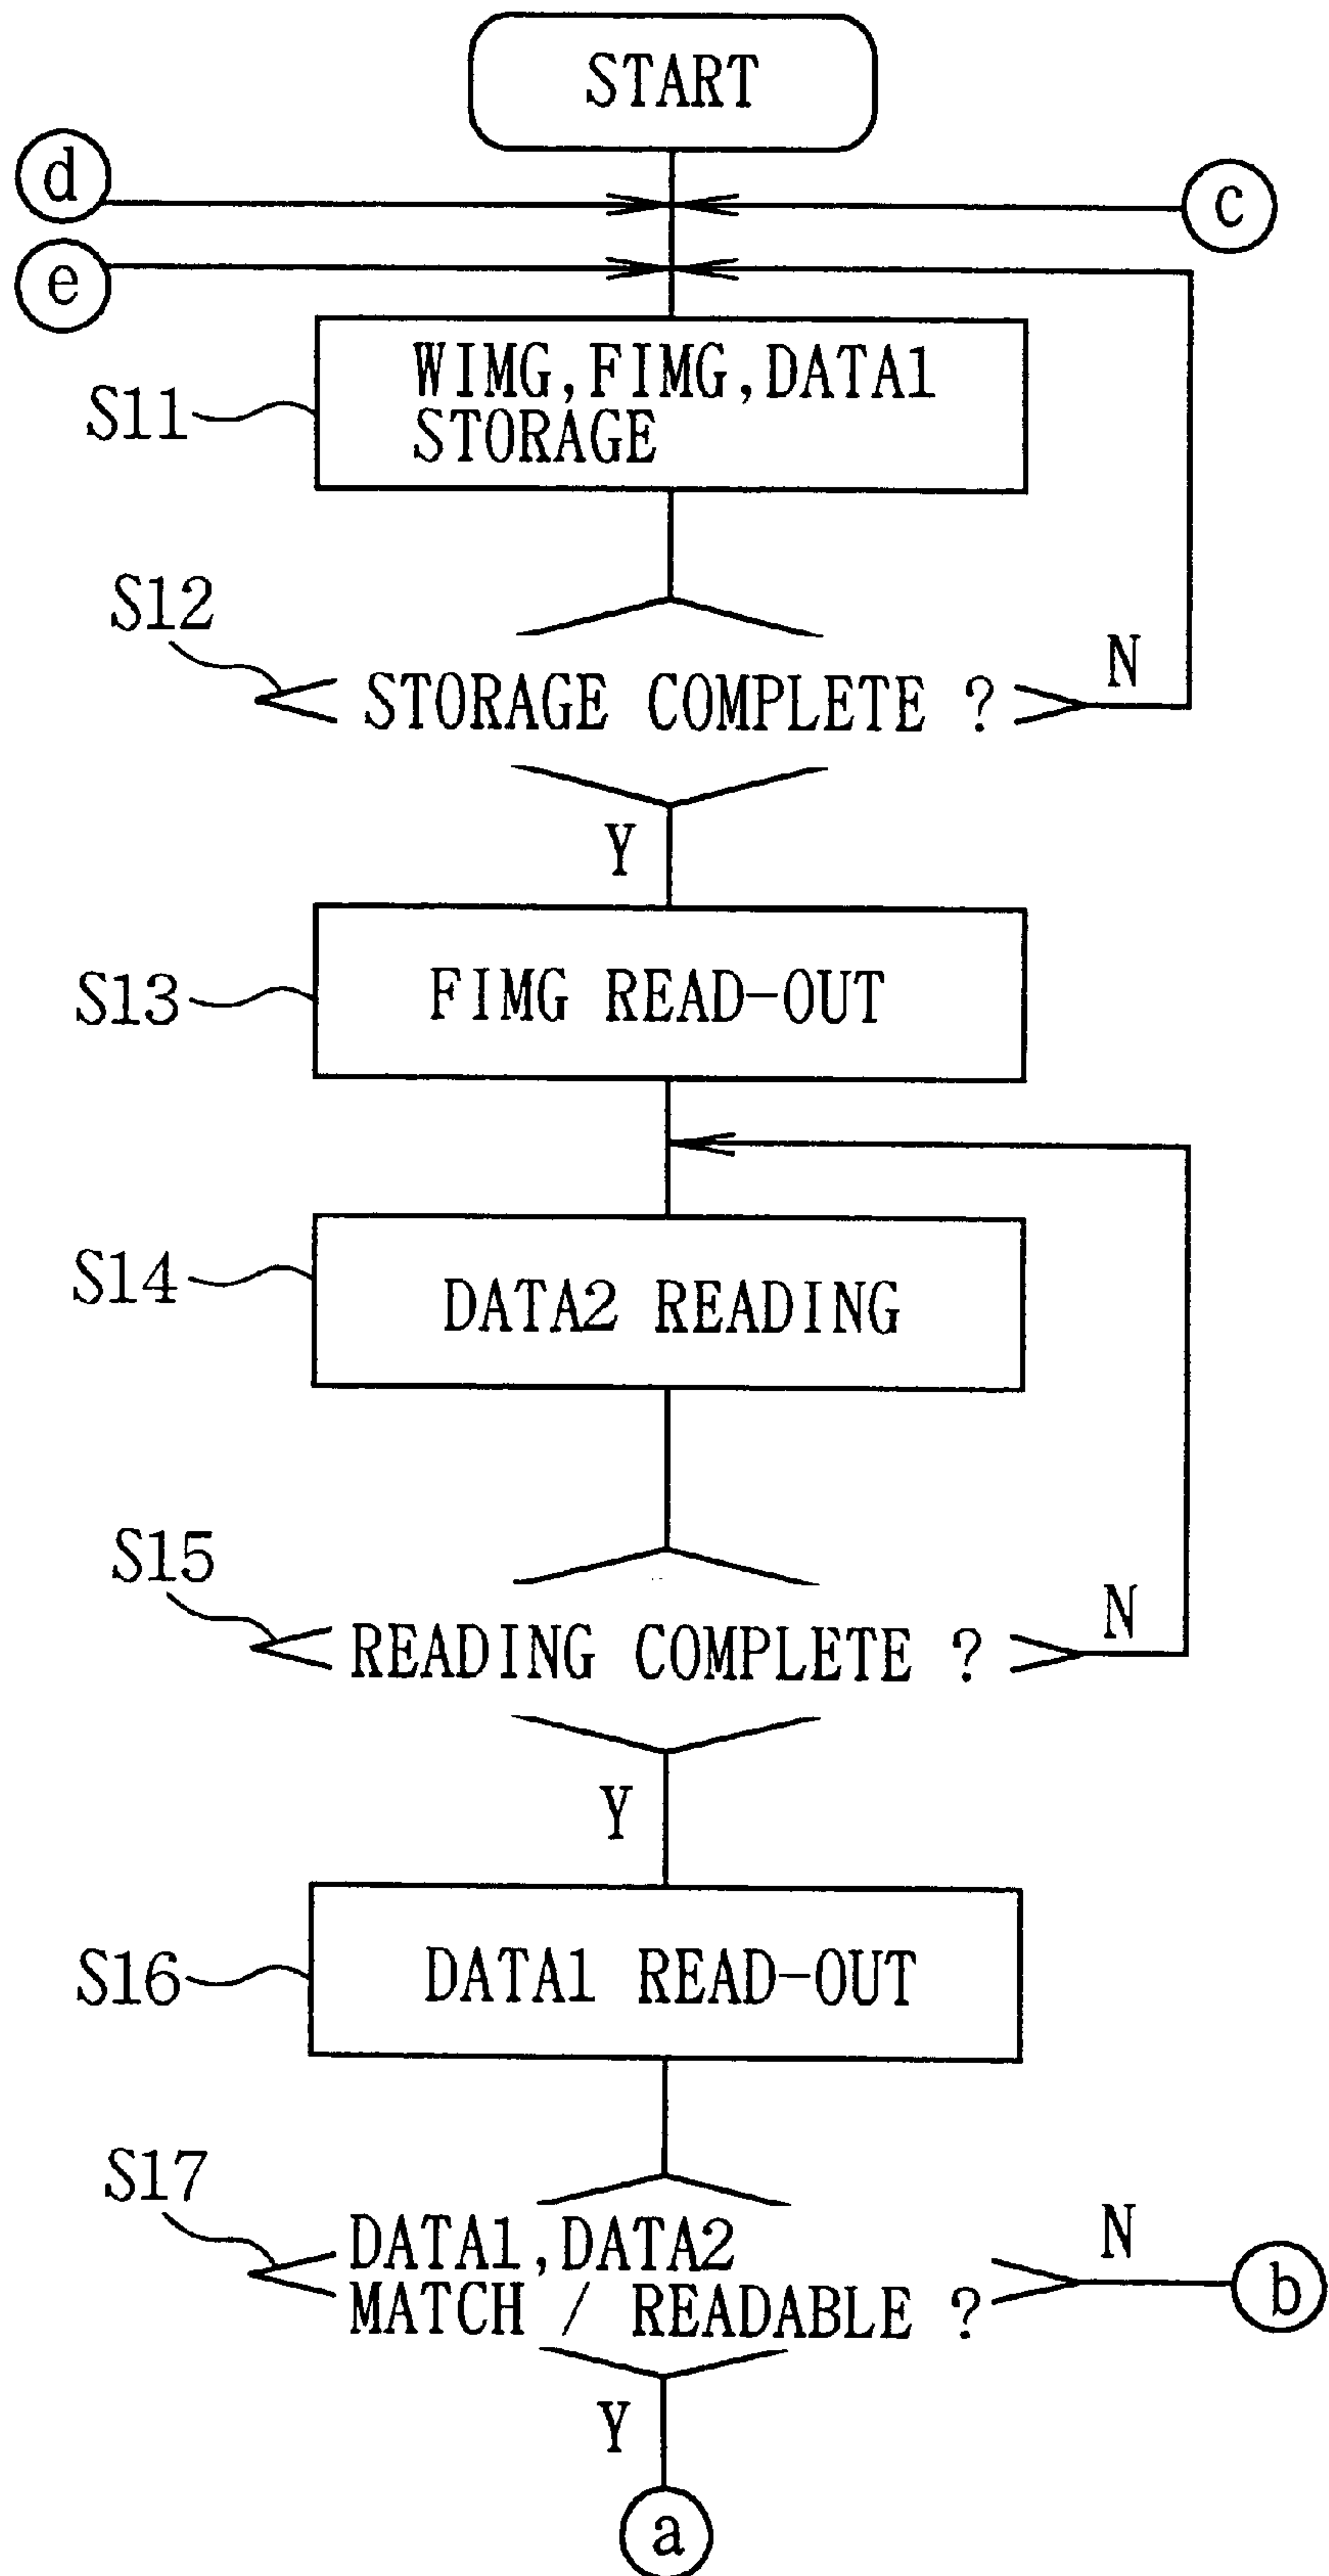 START
d
c
e
WIMG,FIMG,DATA1
STORAGE
S11
S12
STORAGE COMPLETE ?
N
Y
S13
FIMG READ-OUT
S14
DATA2 READING
S15
READING COMPLETE ?
N
Y
S16
DATA1 READ-OUT
S17
DATA1,DATA2
MATCH / READABLE ?
N
b
Y
a